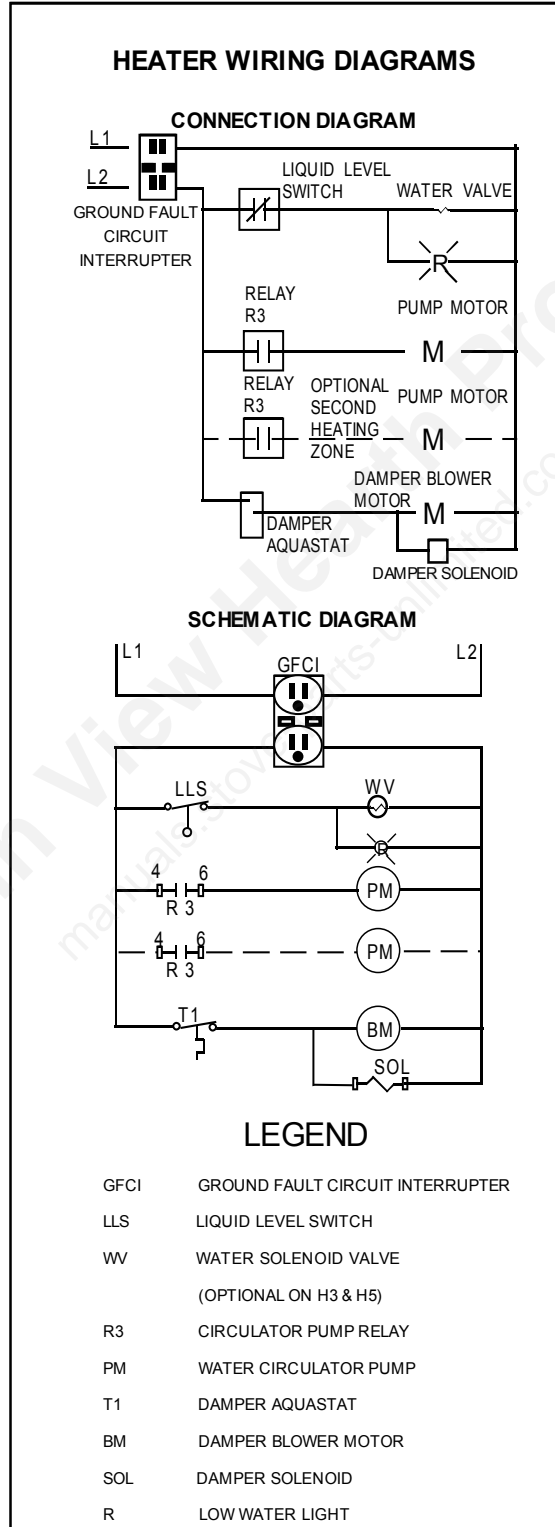 HEATER WIRING DIAGRAMS
CONNECTION DIAGRAM
L1
L2
GROUND FAULT
CIRCUIT
INTERRUPTER
LIQUID LEVEL
SWITCH
WATER VALVE
R
RELAY
R3
PUMP MOTOR
M
RELAY
R3
OPTIONAL
SECOND
HEATING
ZONE
PUMP MOTOR
M
DAMPER BLOWER
MOTOR
M
DAMPER
AQUASTAT
DAMPER SOLENOID
SCHEMATIC DIAGRAM
L1
L2
GFCI
LLS
WV
R
4 6
R 3
PM
4 6
R 3
PM
T1
BM
SOL
LEGEND
GFCI GROUND FAULT CIRCUIT INTERRUPTER
LLS LIQUID LEVEL SWITCH
WV WATER SOLENOID VALVE
(OPTIONAL ON H3 & H5)
R3 CIRCULATOR PUMP RELAY
PM WATER CIRCULATOR PUMP
T1 DAMPER AQUASTAT
BM DAMPER BLOWER MOTOR
SOL DAMPER SOLENOID
R LOW WATER LIGHT
View Hearth Pro